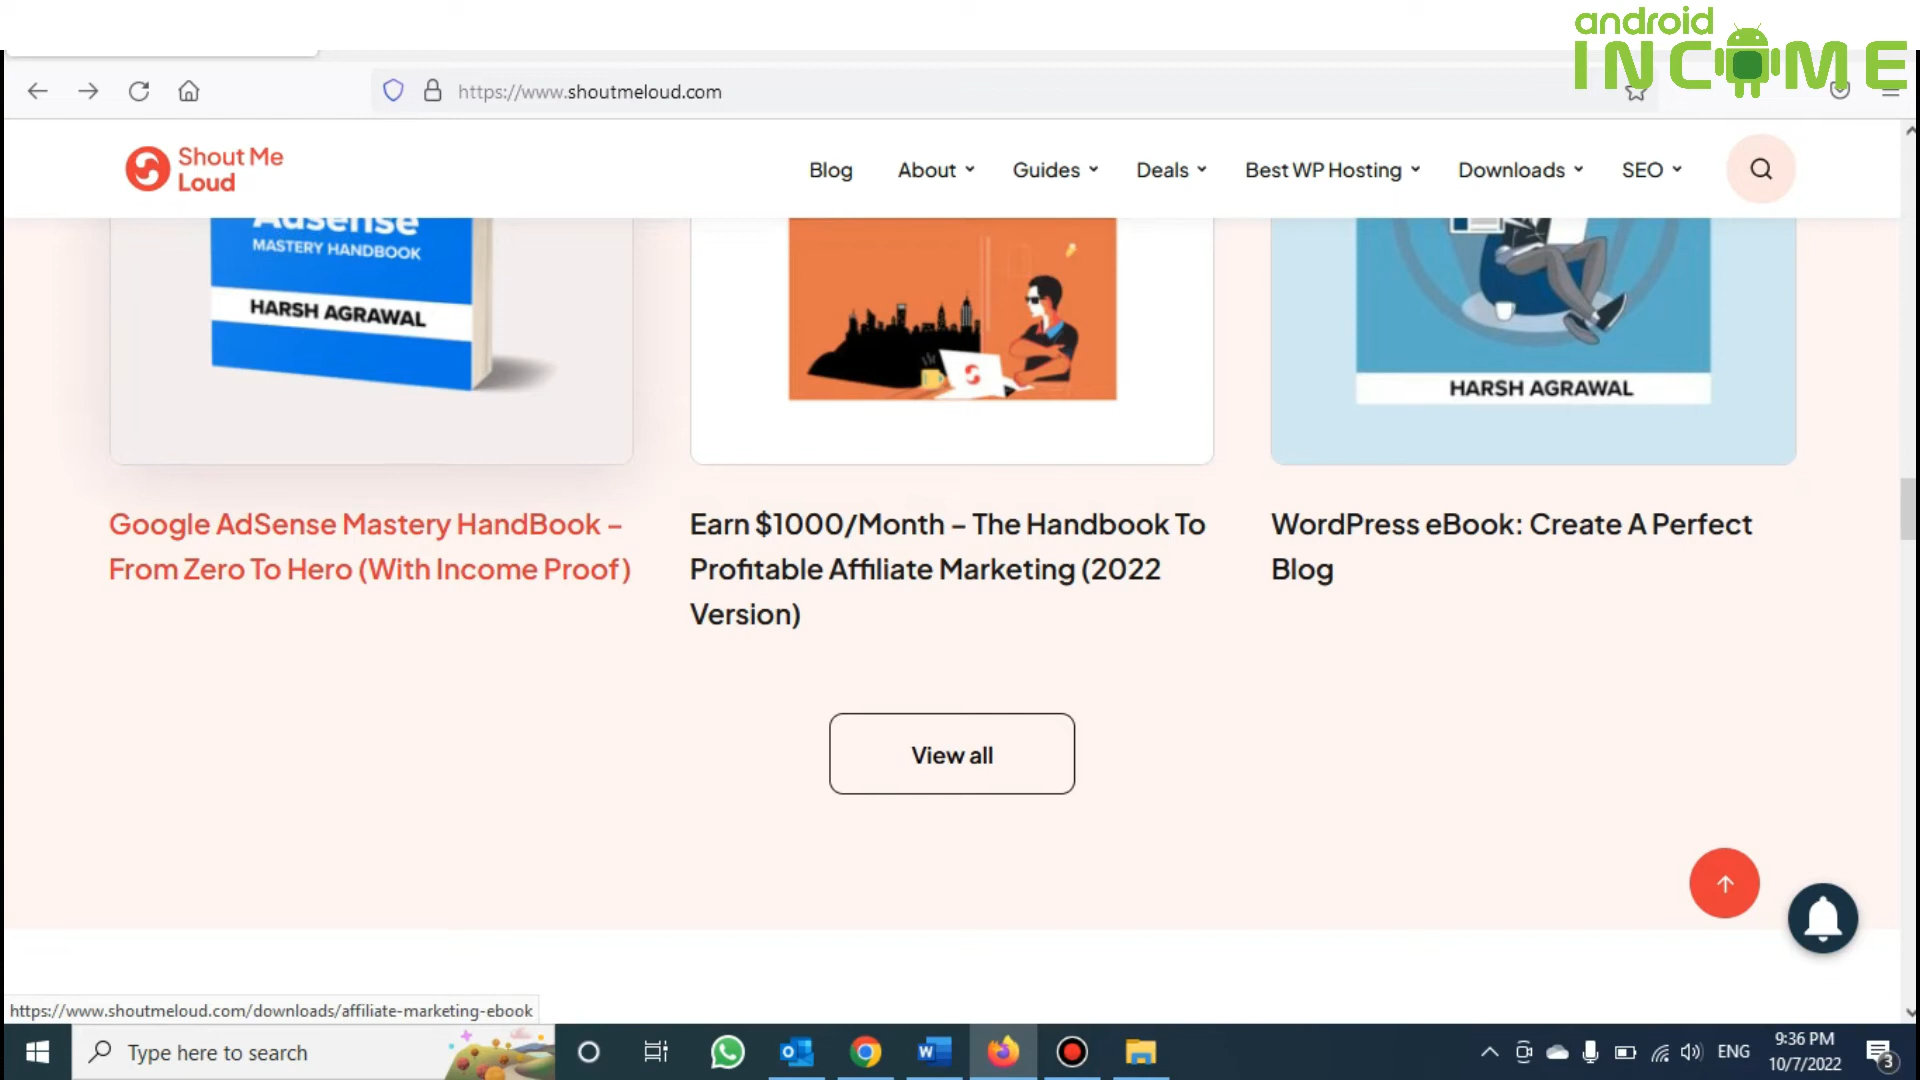 android
INCOME
https://www.shoutmeloud.com
Shout Me
Loud
Blog About Guides Deals Best WP Hosting Downloads SEO
Adsense
MASTERY HANDBOOK
HARSH AGRAWAL
HARSH AGRAWAL
Google AdSense Mastery HandBook –
From Zero To Hero (With Income Proof)
Earn $1000/Month – The Handbook To
Profitable Affiliate Marketing (2022
Version)
WordPress eBook: Create A Perfect
Blog
View all
https://www.shoutmeloud.com/downloads/affiliate-marketing-ebook
Type here to search
ENG
9:36 PM
10/7/2022
3